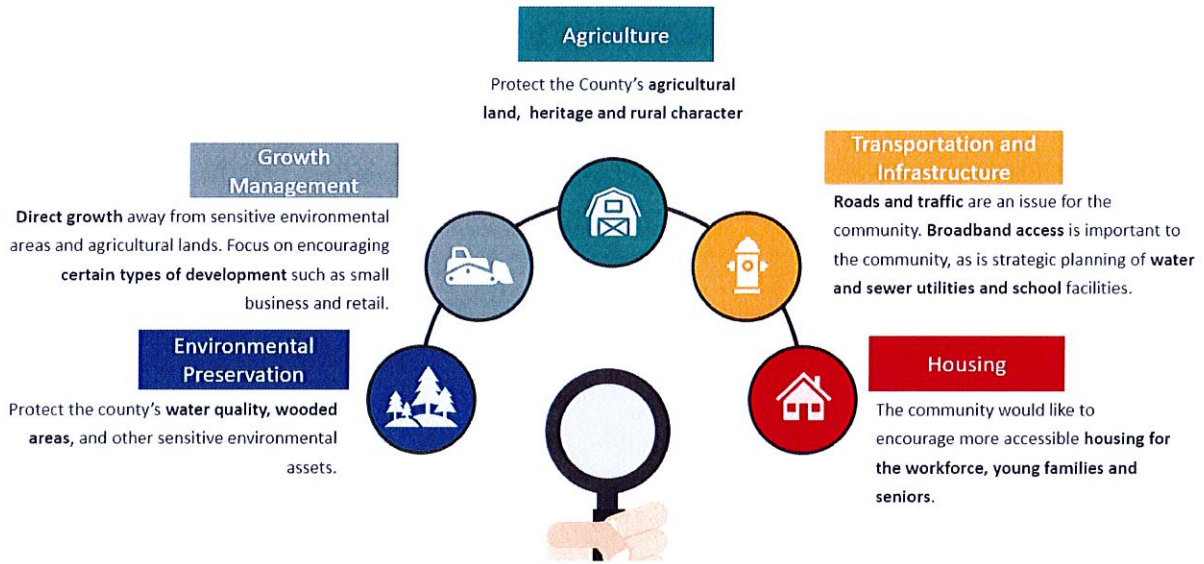 Agriculture
Protect the County's agricultural
land, heritage and rural character
Growth
Management
Direct growth away from sensitive environmental
areas and agricultural lands. Focus on encouraging
certain types of development such as small
business and retail.
Transportation and
Infrastructure
Roads and traffic are an issue for the
community. Broadband access is important to
the community, as is strategic planning of water
and sewer utilities and school facilities.
Environmental
Preservation
Protect the county's water quality, wooded
areas, and other sensitive environmental
assets.
Housing
The community would like to
encourage more accessible housing for
the workforce, young families and
seniors.